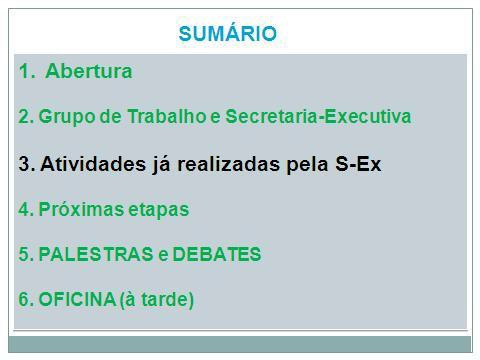 SUMÁRIO
1. Abertura
2. Grupo de Trabalho e Secretaria-Executiva
3. Atividades já realizadas pela S-Ex
4. Próximas etapas
5. PALESTRAS e DEBATES
6. OFICINA (à tarde)